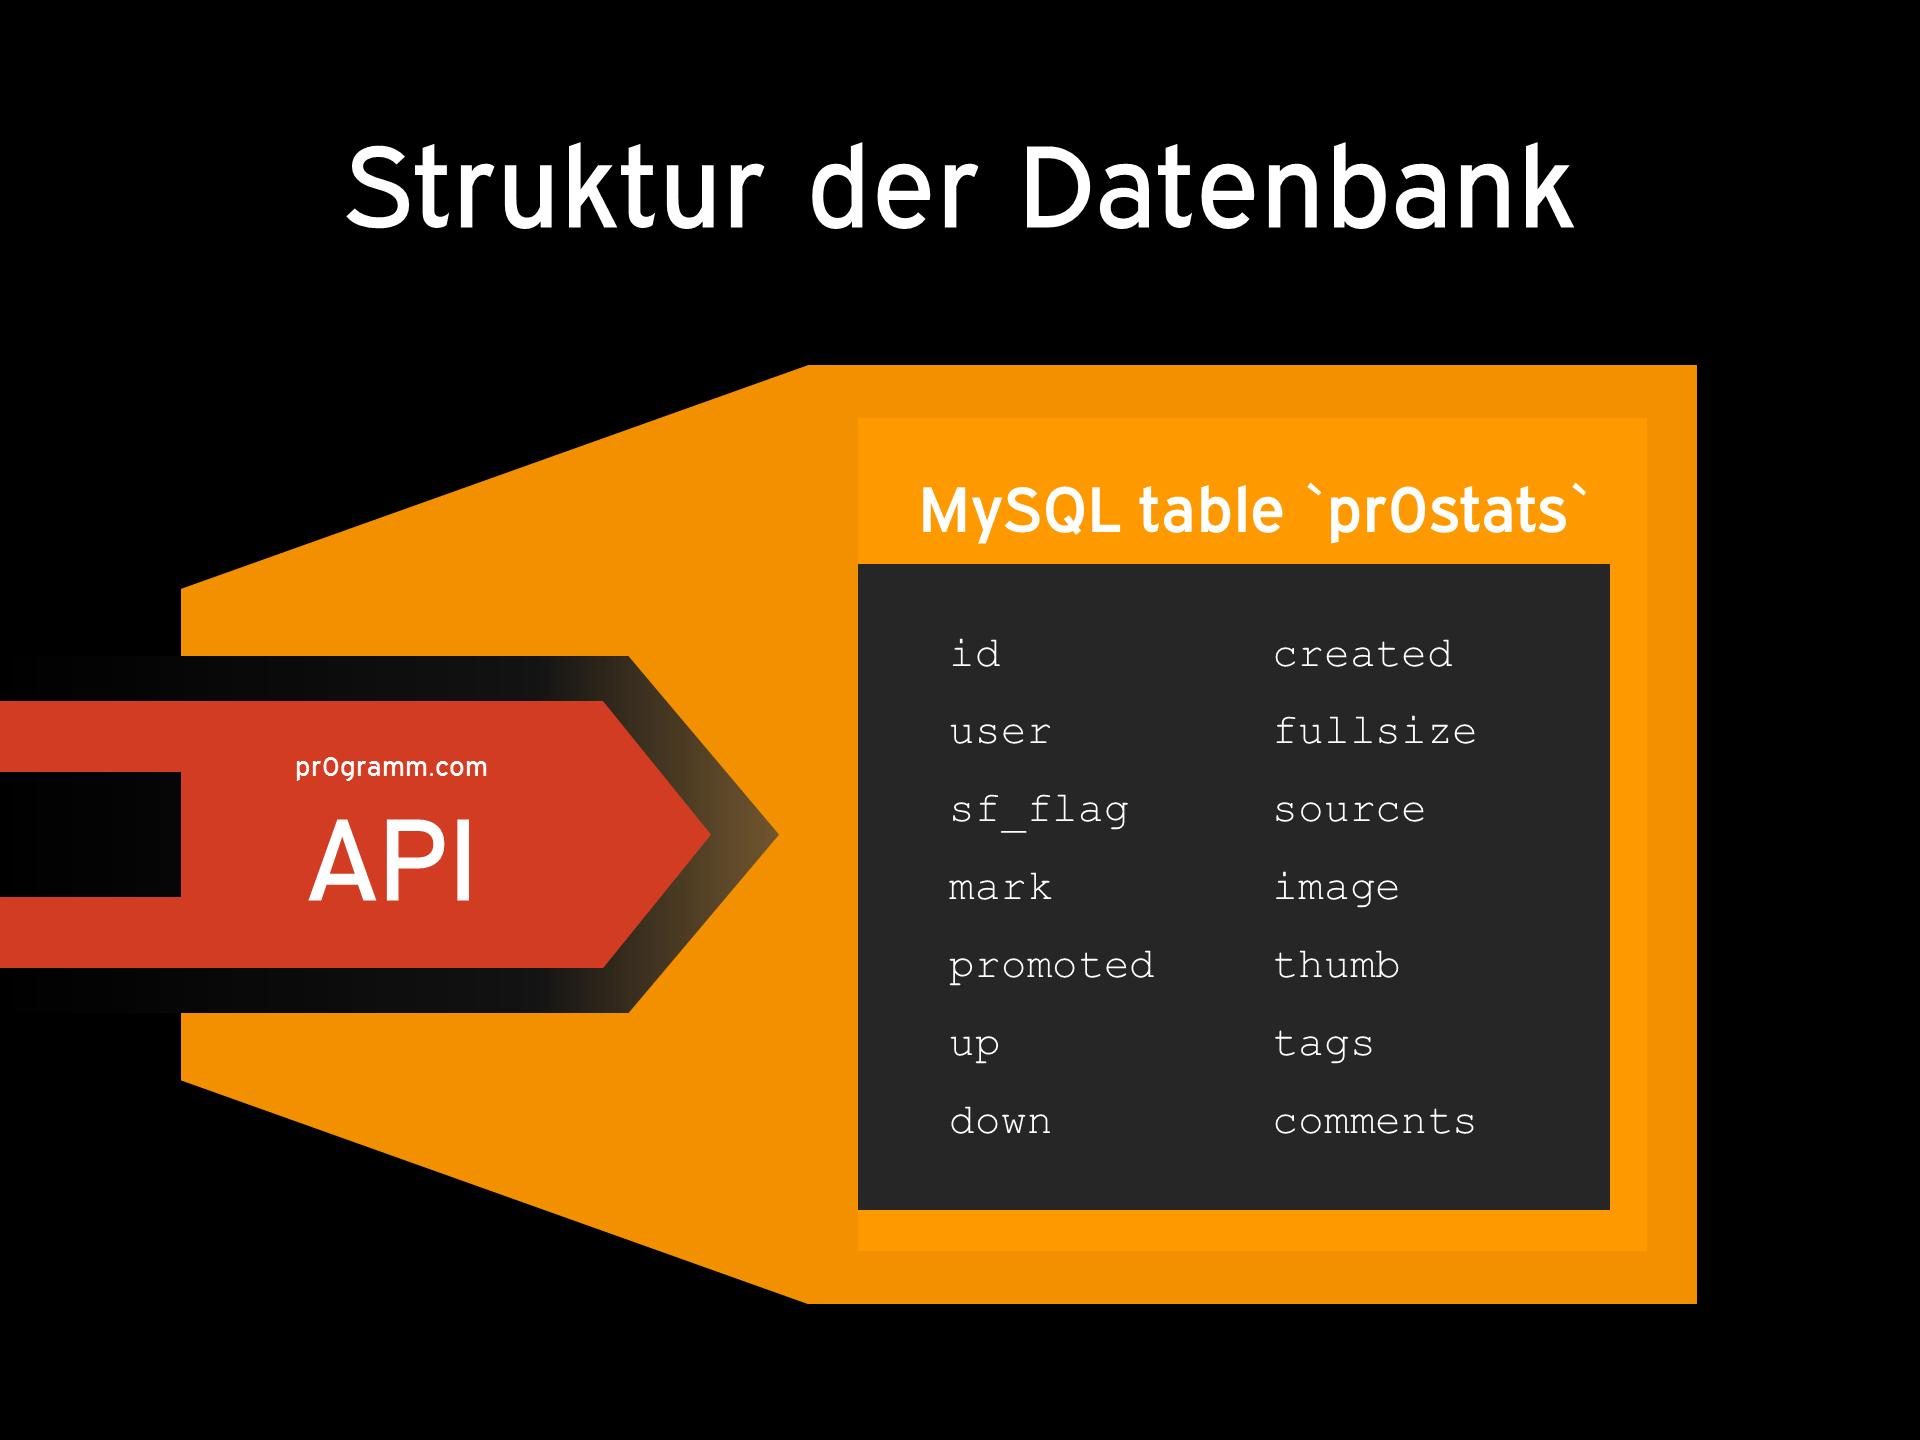 Struktur der Datenbank
pr0gramm.com
API
MySQL table `pr0stats`
id
user
sf_flag
mark
promoted
up
down
created
fullsize
source
image
thumb
tags
comments